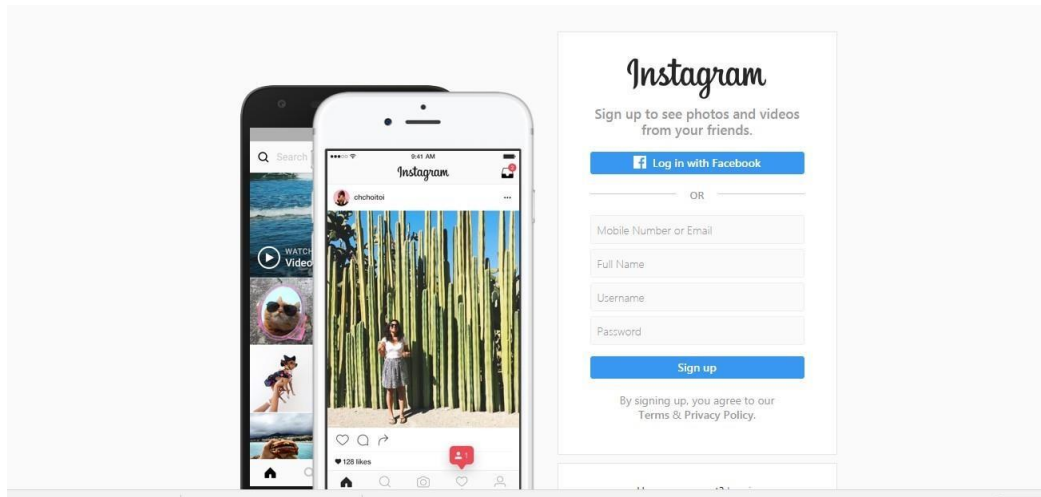 Search
WATCH
Video
9:41 AM
Instagram
2
chchoitoi
128 likes
1
Instagram
Sign up to see photos and videos
from your friends.
Log in with Facebook
OR
Mobile Number or Email
Full Name
Username
Password
Sign up
By signing up, you agree to our
Terms & Privacy Policy.